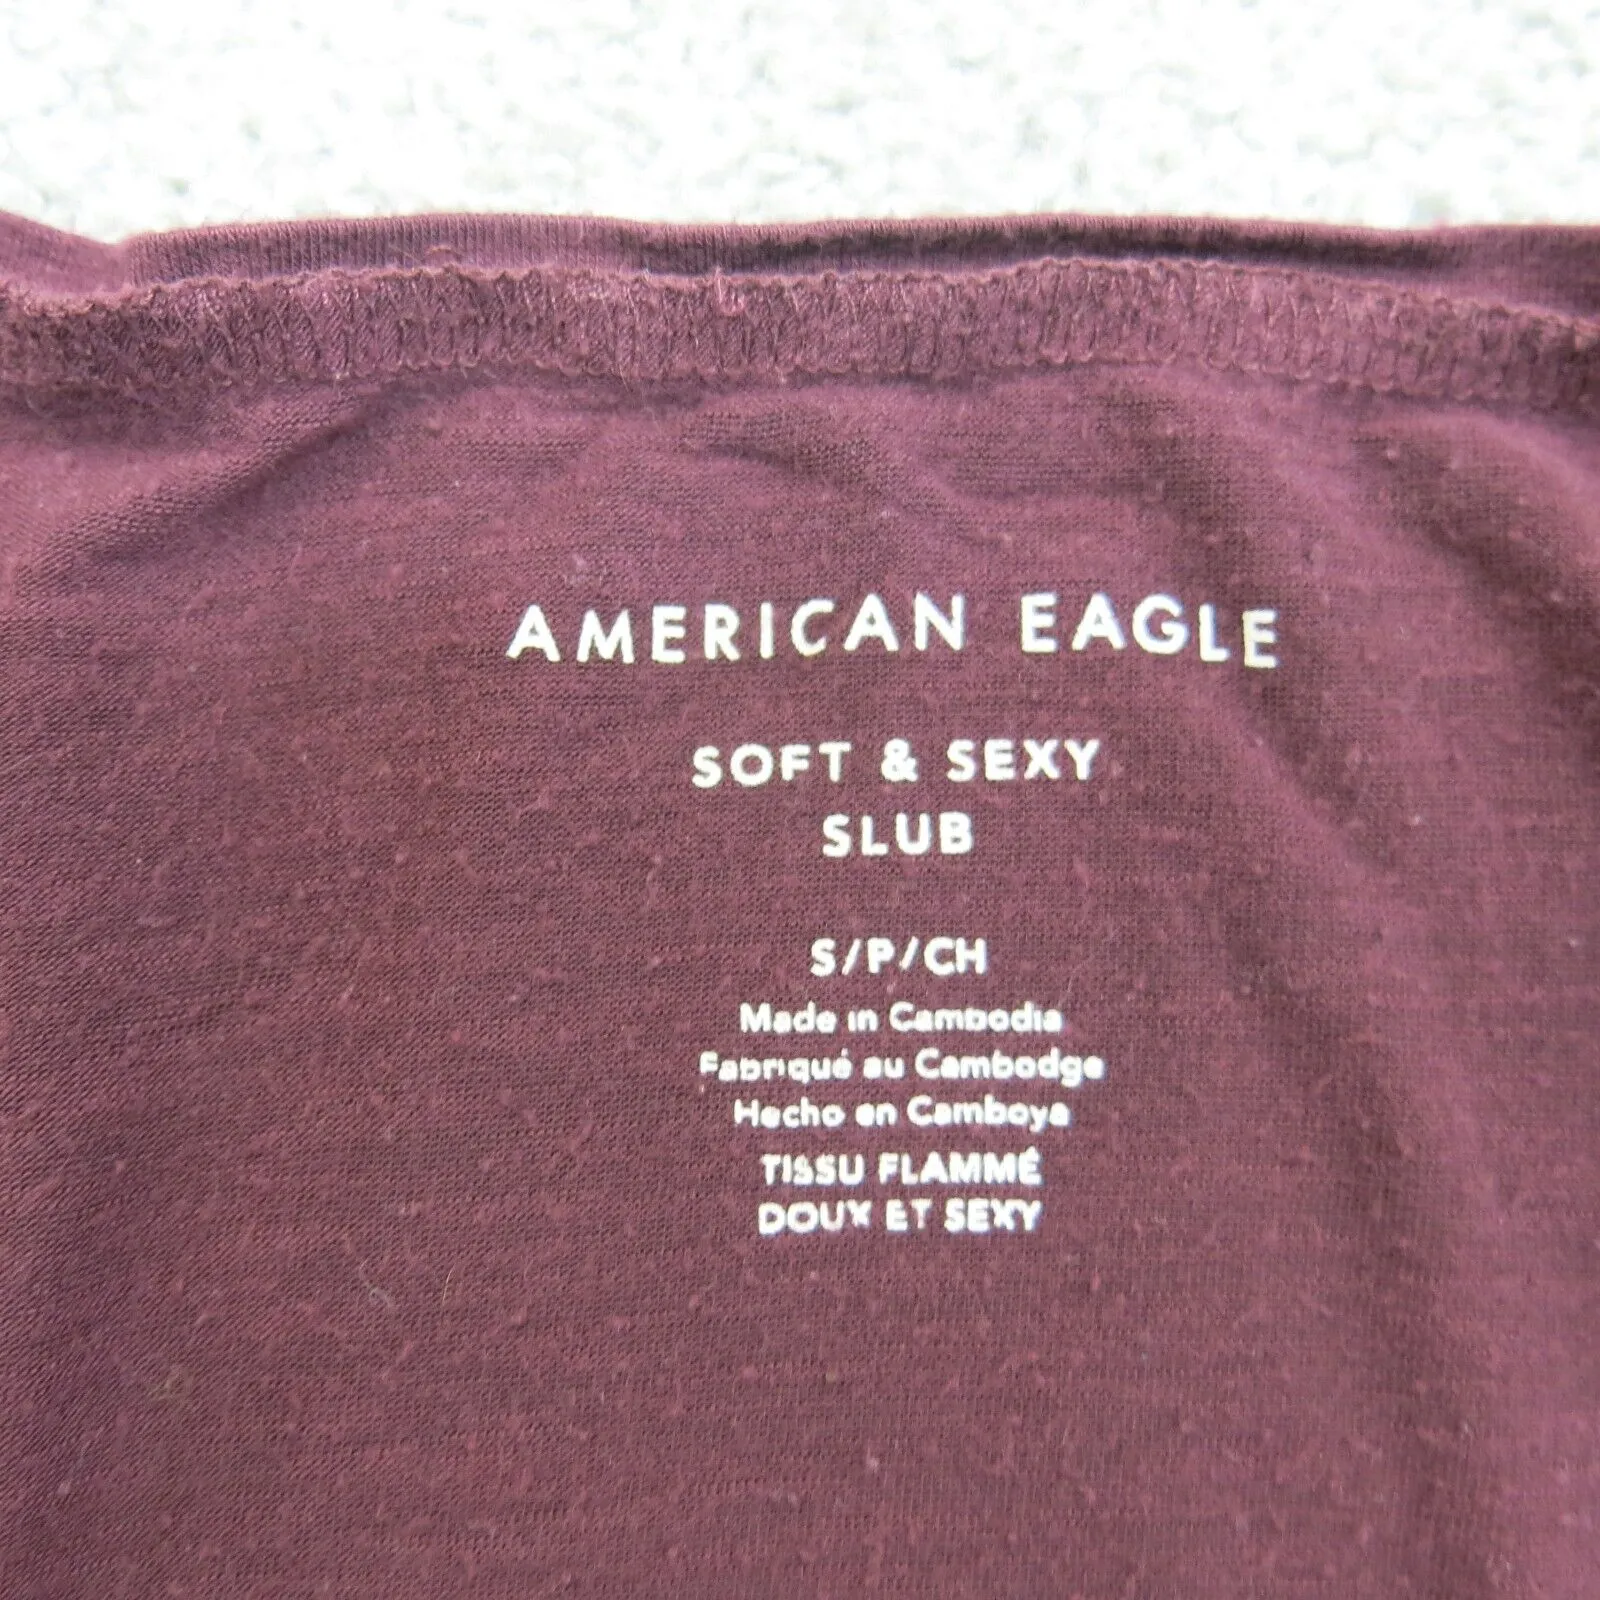 AMERICAN EAGLE
SOFT & SEXY
SLUB
S/P/CH
Made in Cambodia
Fabriqué au Cambodge
Hecho en Camboya
TISSU FLAMMÉ
DOUX ET SEXY